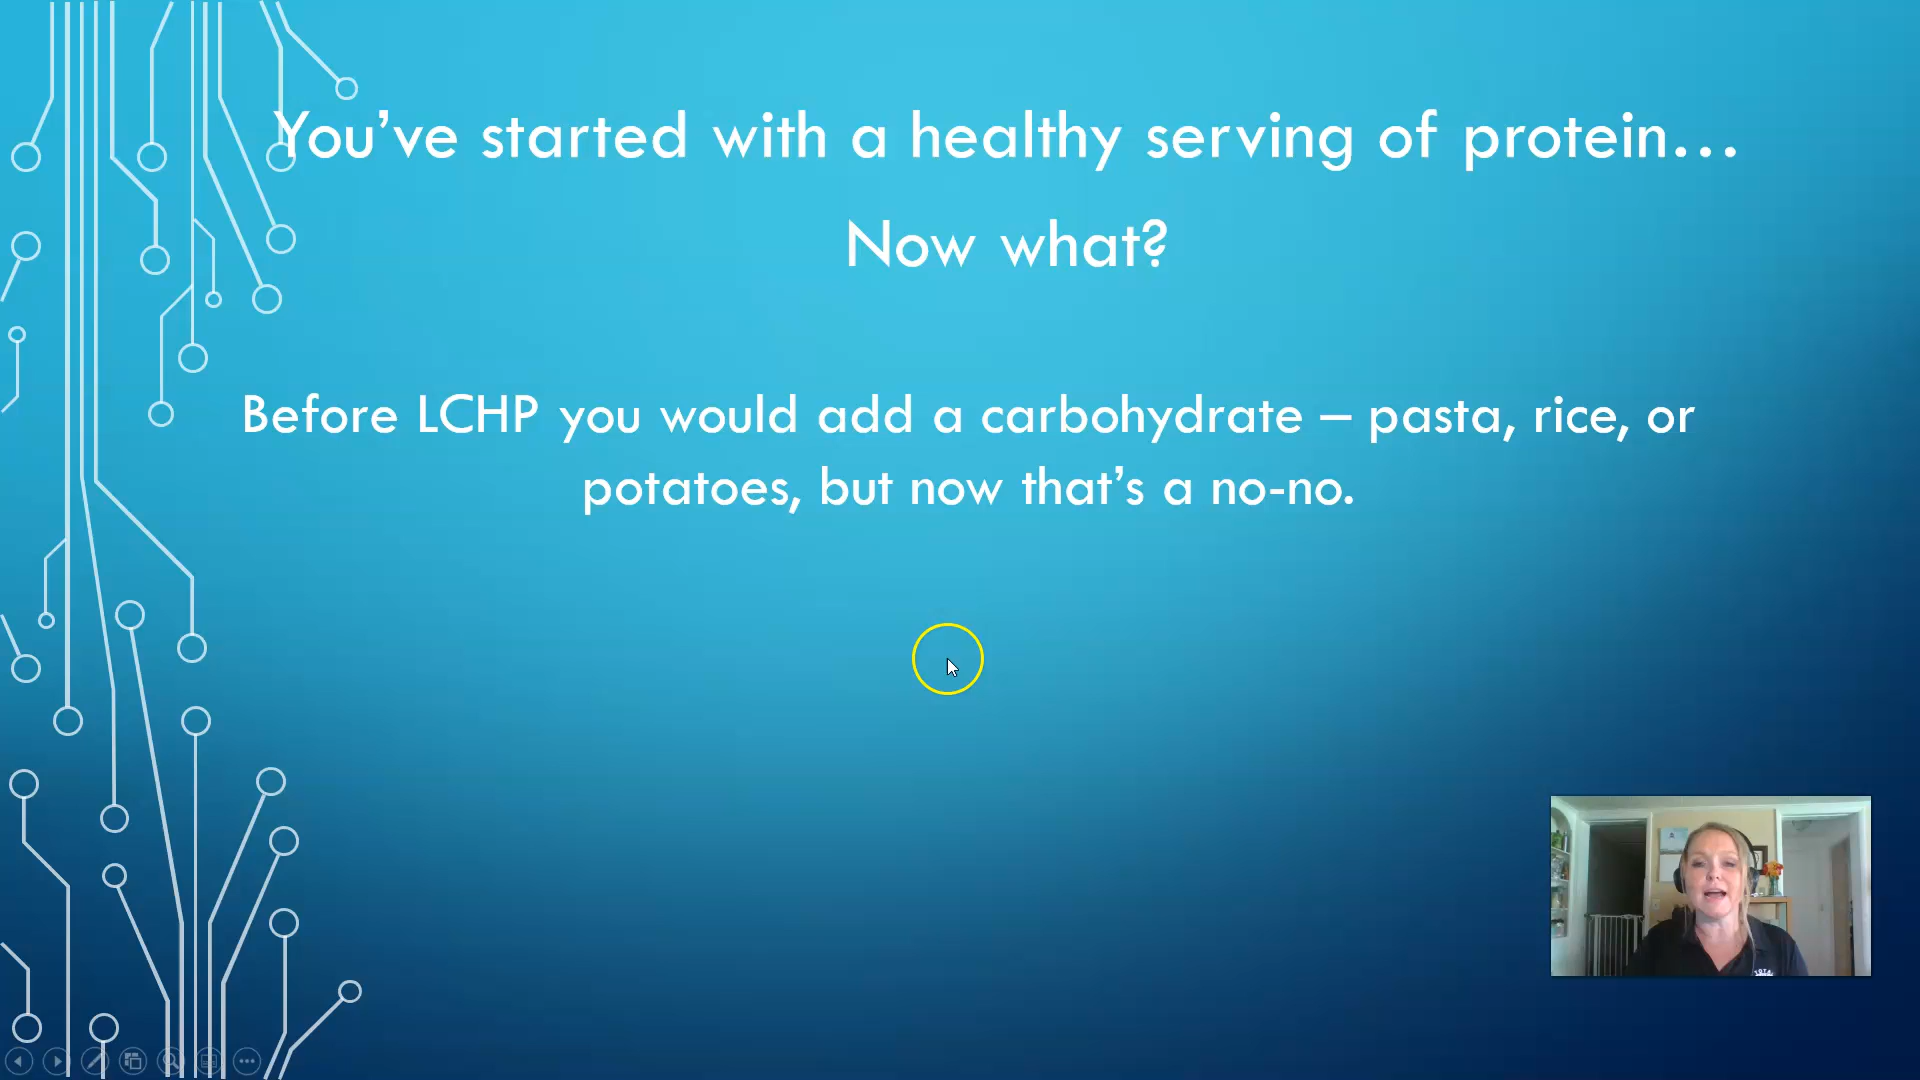 You’ve started with a healthy serving of protein…
Now what?
Before LCHP you would add a carbohydrate – pasta, rice, or
potatoes, but now that’s a no-no.